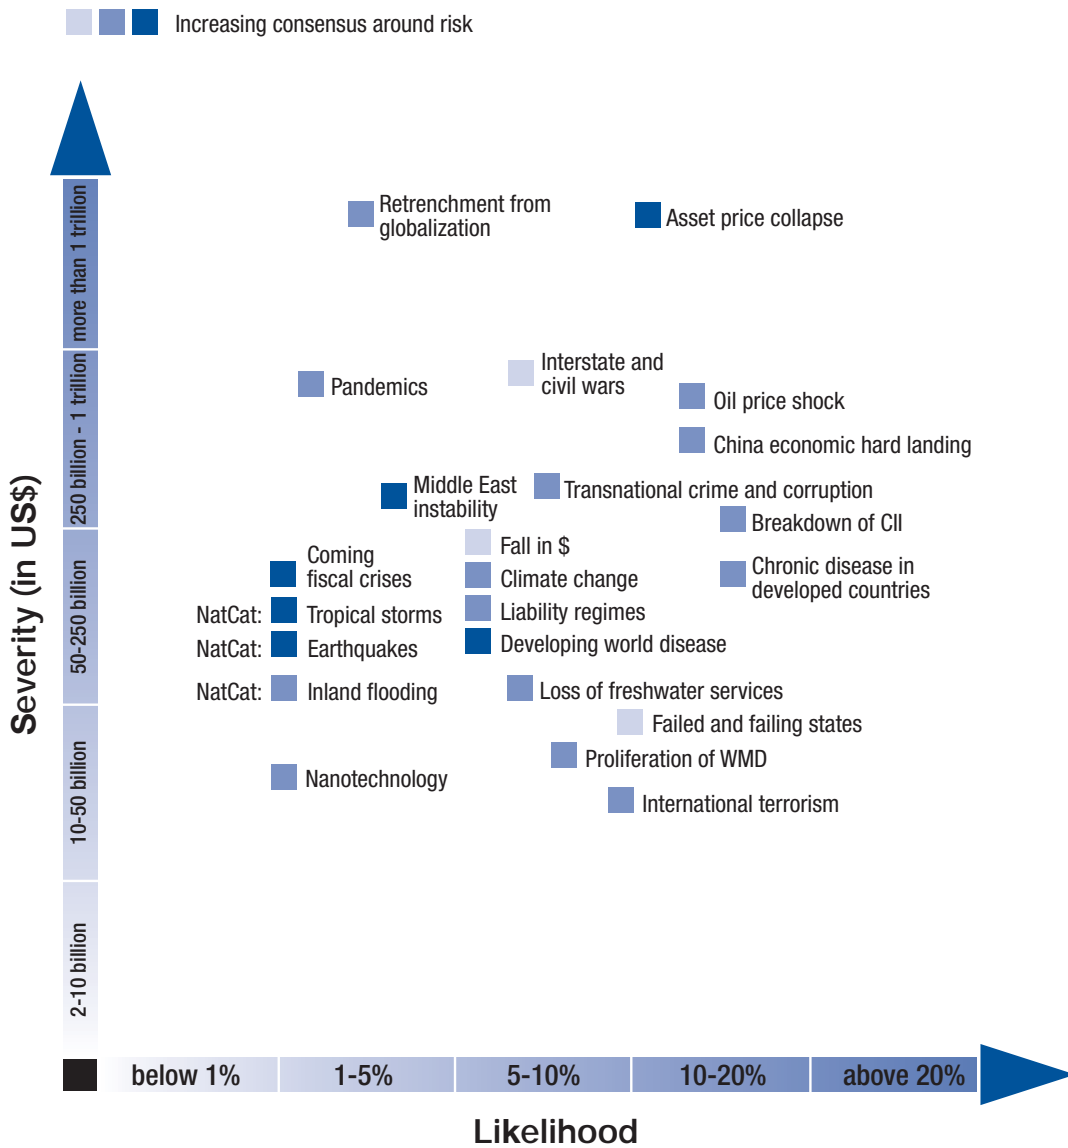 Increasing consensus around risk
Retrenchment from
globalization
Asset price collapse
Interstate and
civil wars
Pandemics
Oil price shock
China economic hard landing
Middle East
instability
Transnational crime and corruption
Breakdown of CII
Fall in $
Coming
fiscal crises
Climate change
Chronic disease in
developed countries
NatCat: Tropical storms
Liability regimes
NatCat: Earthquakes
Developing world disease
NatCat: Inland flooding
Loss of freshwater services
Failed and failing states
Proliferation of WMD
Nanotechnology
International terrorism
Severity (in US$)
more than 1 trillion
250 billion - 1 trillion
50-250 billion
10-50 billion
2-10 billion
below 1%
1-5%
5-10%
10-20%
above 20%
Likelihood